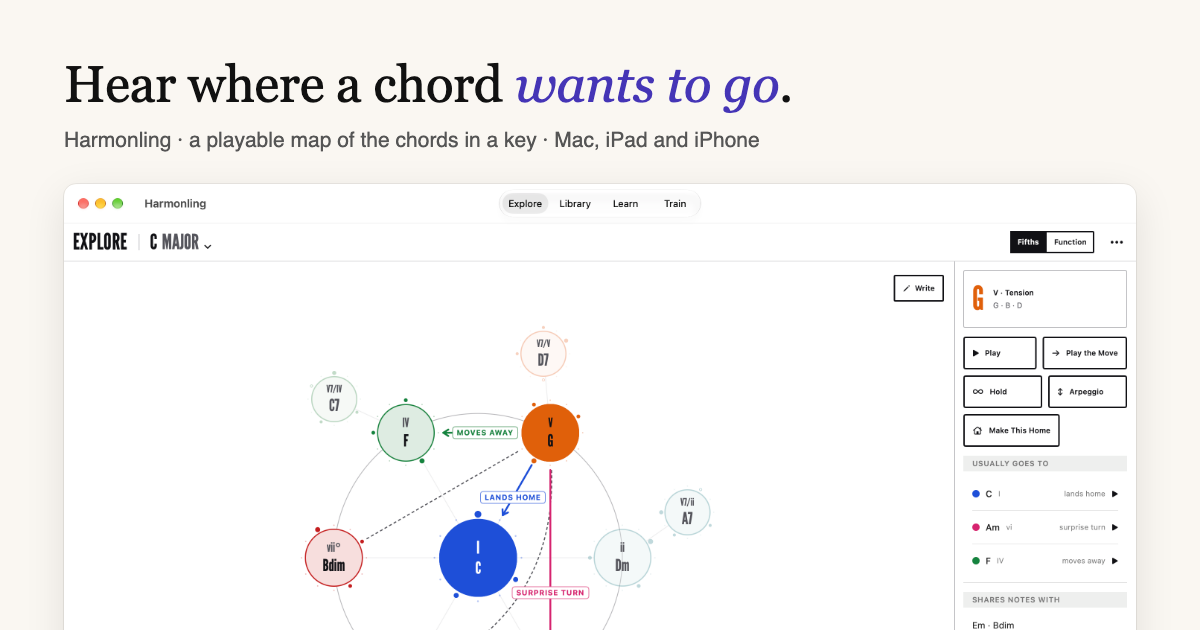 Hear where a chord wants to go.
Harmonling · a playable map of the chords in a key · Mac, iPad and iPhone
Harmonling
Explore Library Learn Train
EXPLORE C MAJOR
Fifths Function
Write
G V · Tension
G · B · D
Play Play the Move
Hold Arpeggio
Make This Home
USUALLY GOES TO
C I lands home
Am vi surprise turn
F IV moves away
SHARES NOTES WITH
Em · Bdim
V7/V
D7
V7/IV
C7
IV
F
MOVES AWAY
V
G
LANDS HOME
V7/ii
A7
vii°
Bdim
I
C
ii
Dm
SURPRISE TURN